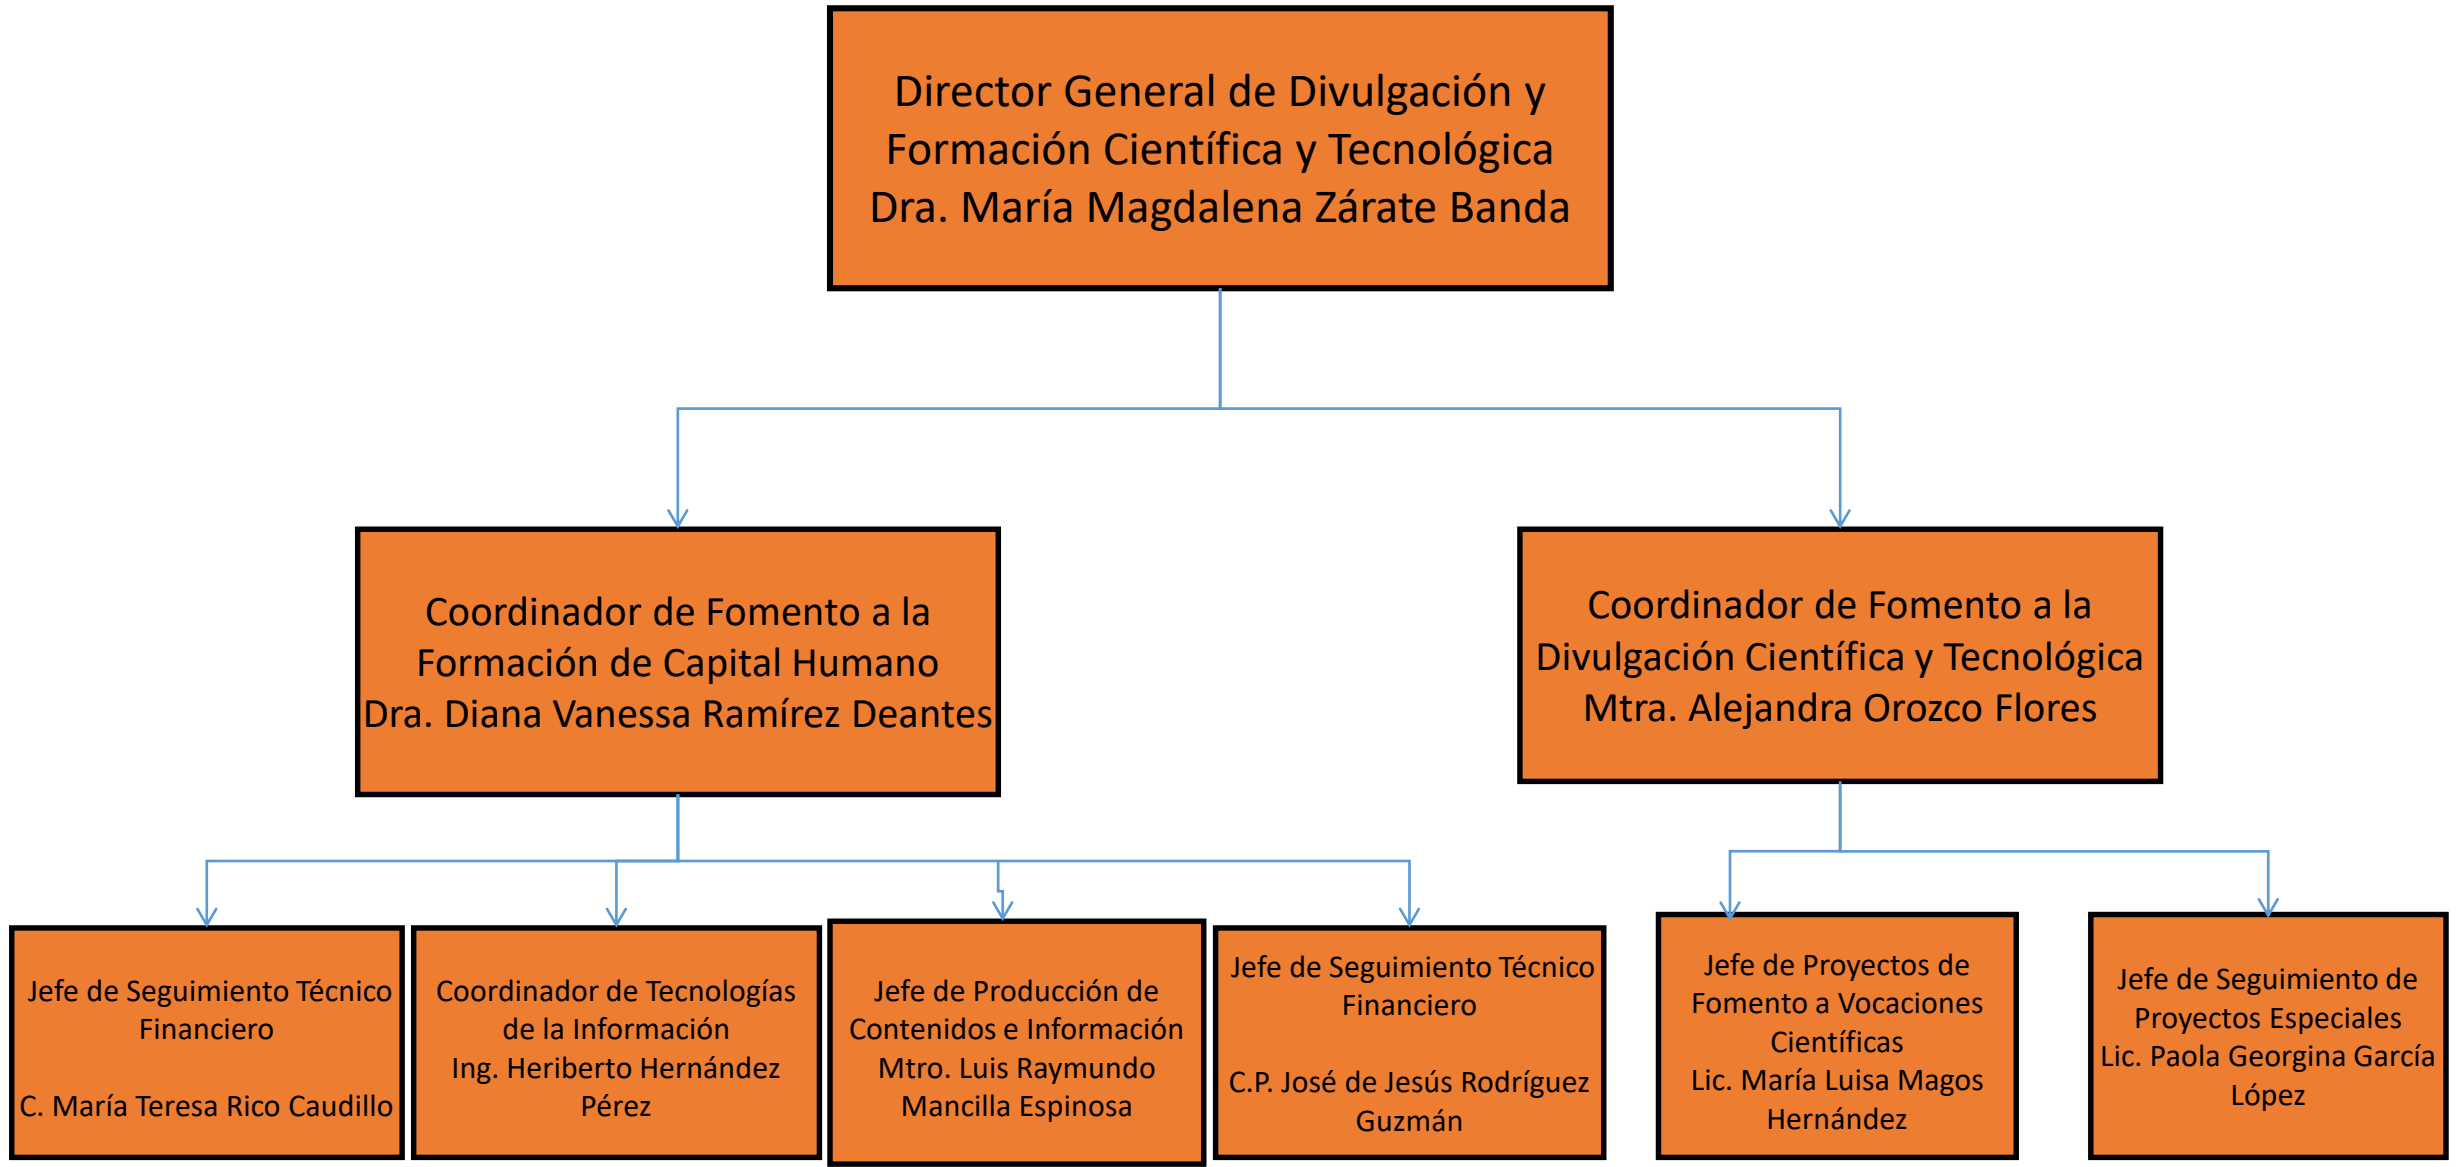 Director General de Divulgación y
Formación Científica y Tecnológica
Dra. María Magdalena Zárate Banda
Coordinador de Fomento a la
Formación de Capital Humano
Dra. Diana Vanessa Ramírez Deantes
Coordinador de Fomento a la
Divulgación Científica y Tecnológica
Mtra. Alejandra Orozco Flores
Jefe de Seguimiento Técnico
Financiero
C. María Teresa Rico Caudillo
Coordinador de Tecnologías
de la Información
Ing. Heriberto Hernández
Pérez
Jefe de Producción de
Contenidos e Información
Mtro. Luis Raymundo
Mancilla Espinosa
Jefe de Seguimiento Técnico
Financiero
C.P. José de Jesús Rodríguez
Guzmán
Jefe de Proyectos de
Fomento a Vocaciones
Científicas
Lic. María Luisa Magos
Hernández
Jefe de Seguimiento de
Proyectos Especiales
Lic. Paola Georgina García
López